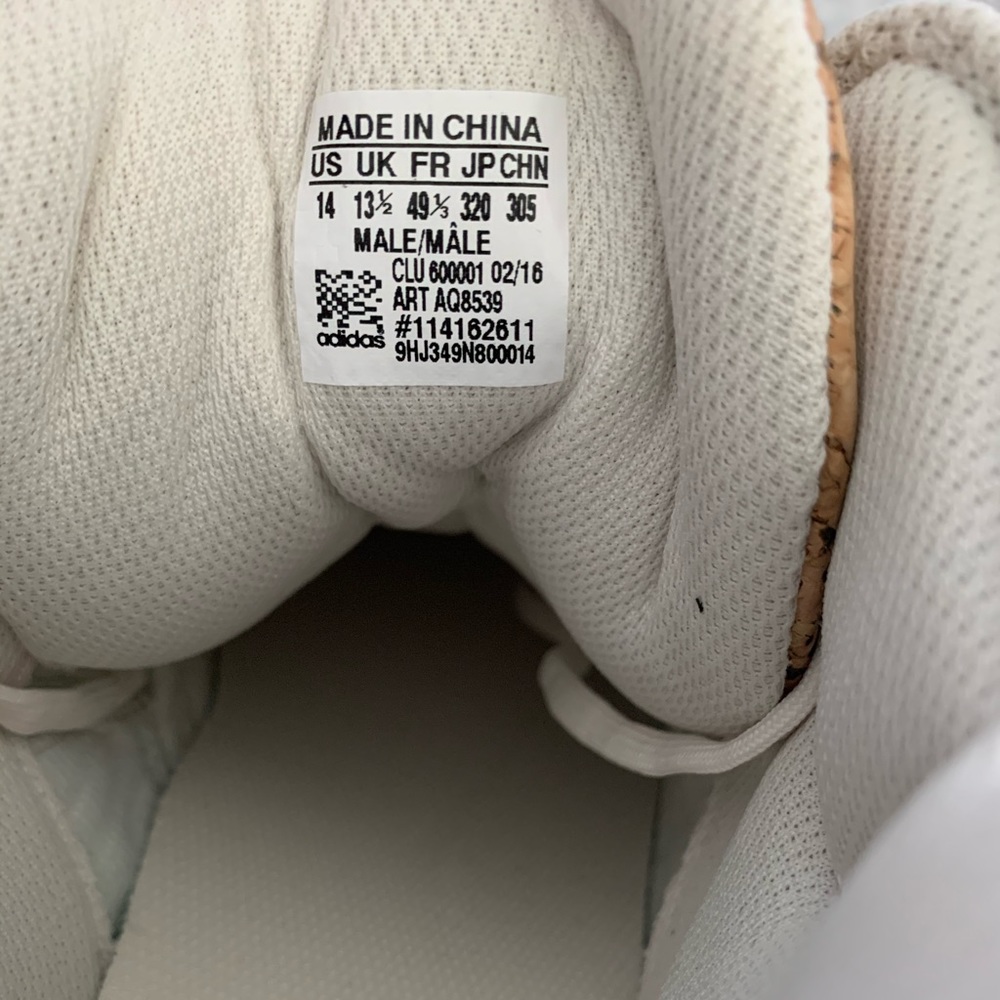 MADE IN CHINA
US UK FR JP CHN
14 13½ 49⅓ 320 305
MALE/MÂLE
CLU 600001 02/16
ART AQ8539
#114162611
adidas
9HJ349N800014